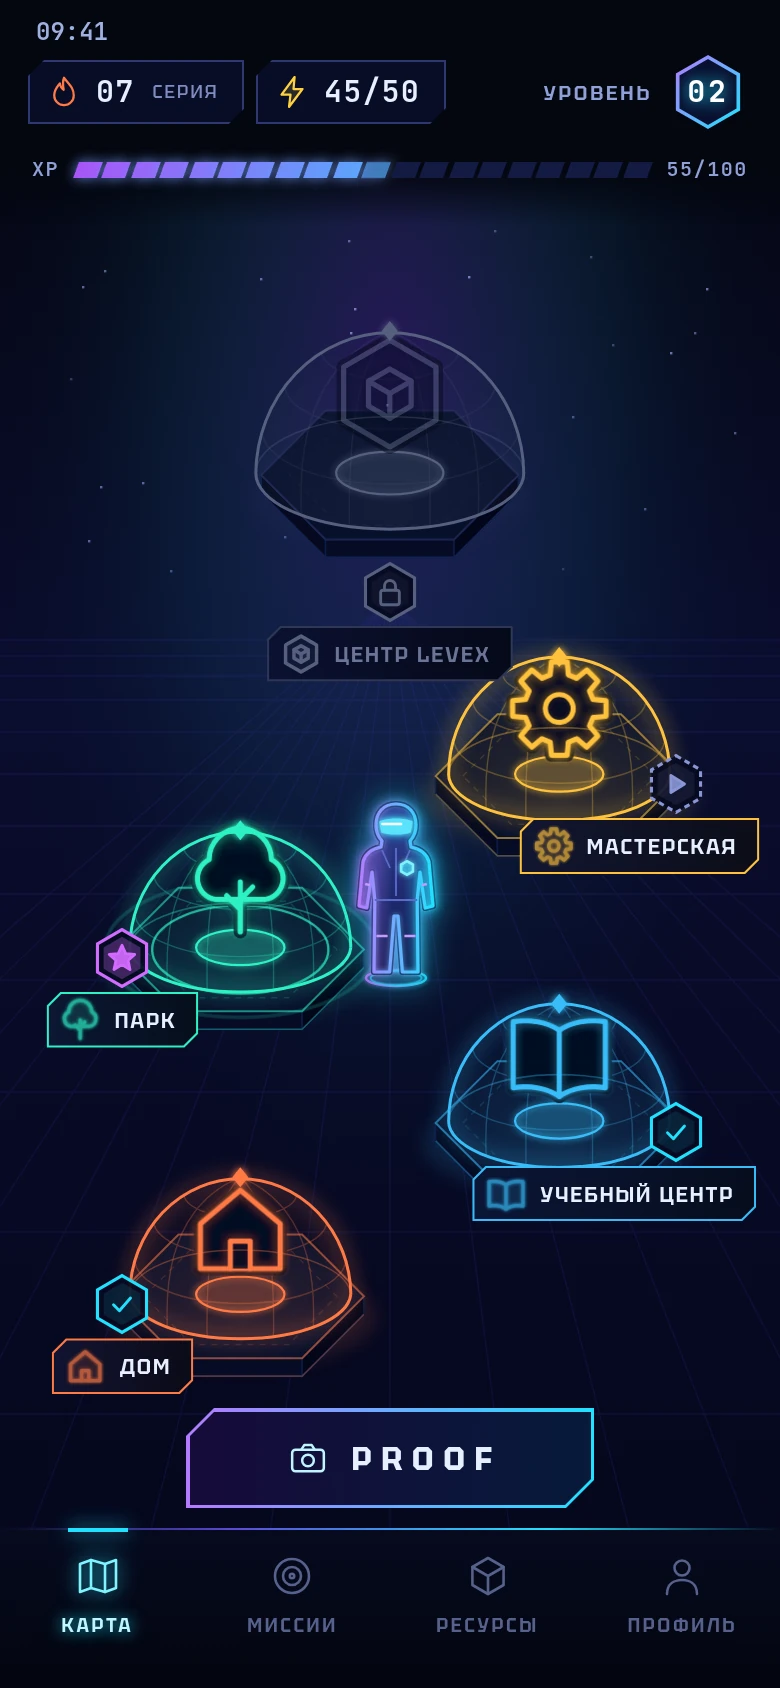 09:41
07 СЕРИЯ
45/50
УРОВЕНЬ 02
XP 55/100
ЦЕНТР LEVEX
МАСТЕРСКАЯ
ПАРК
УЧЕБНЫЙ ЦЕНТР
ДОМ
PROOF
КАРТА
МИССИИ
РЕСУРСЫ
ПРОФИЛЬ